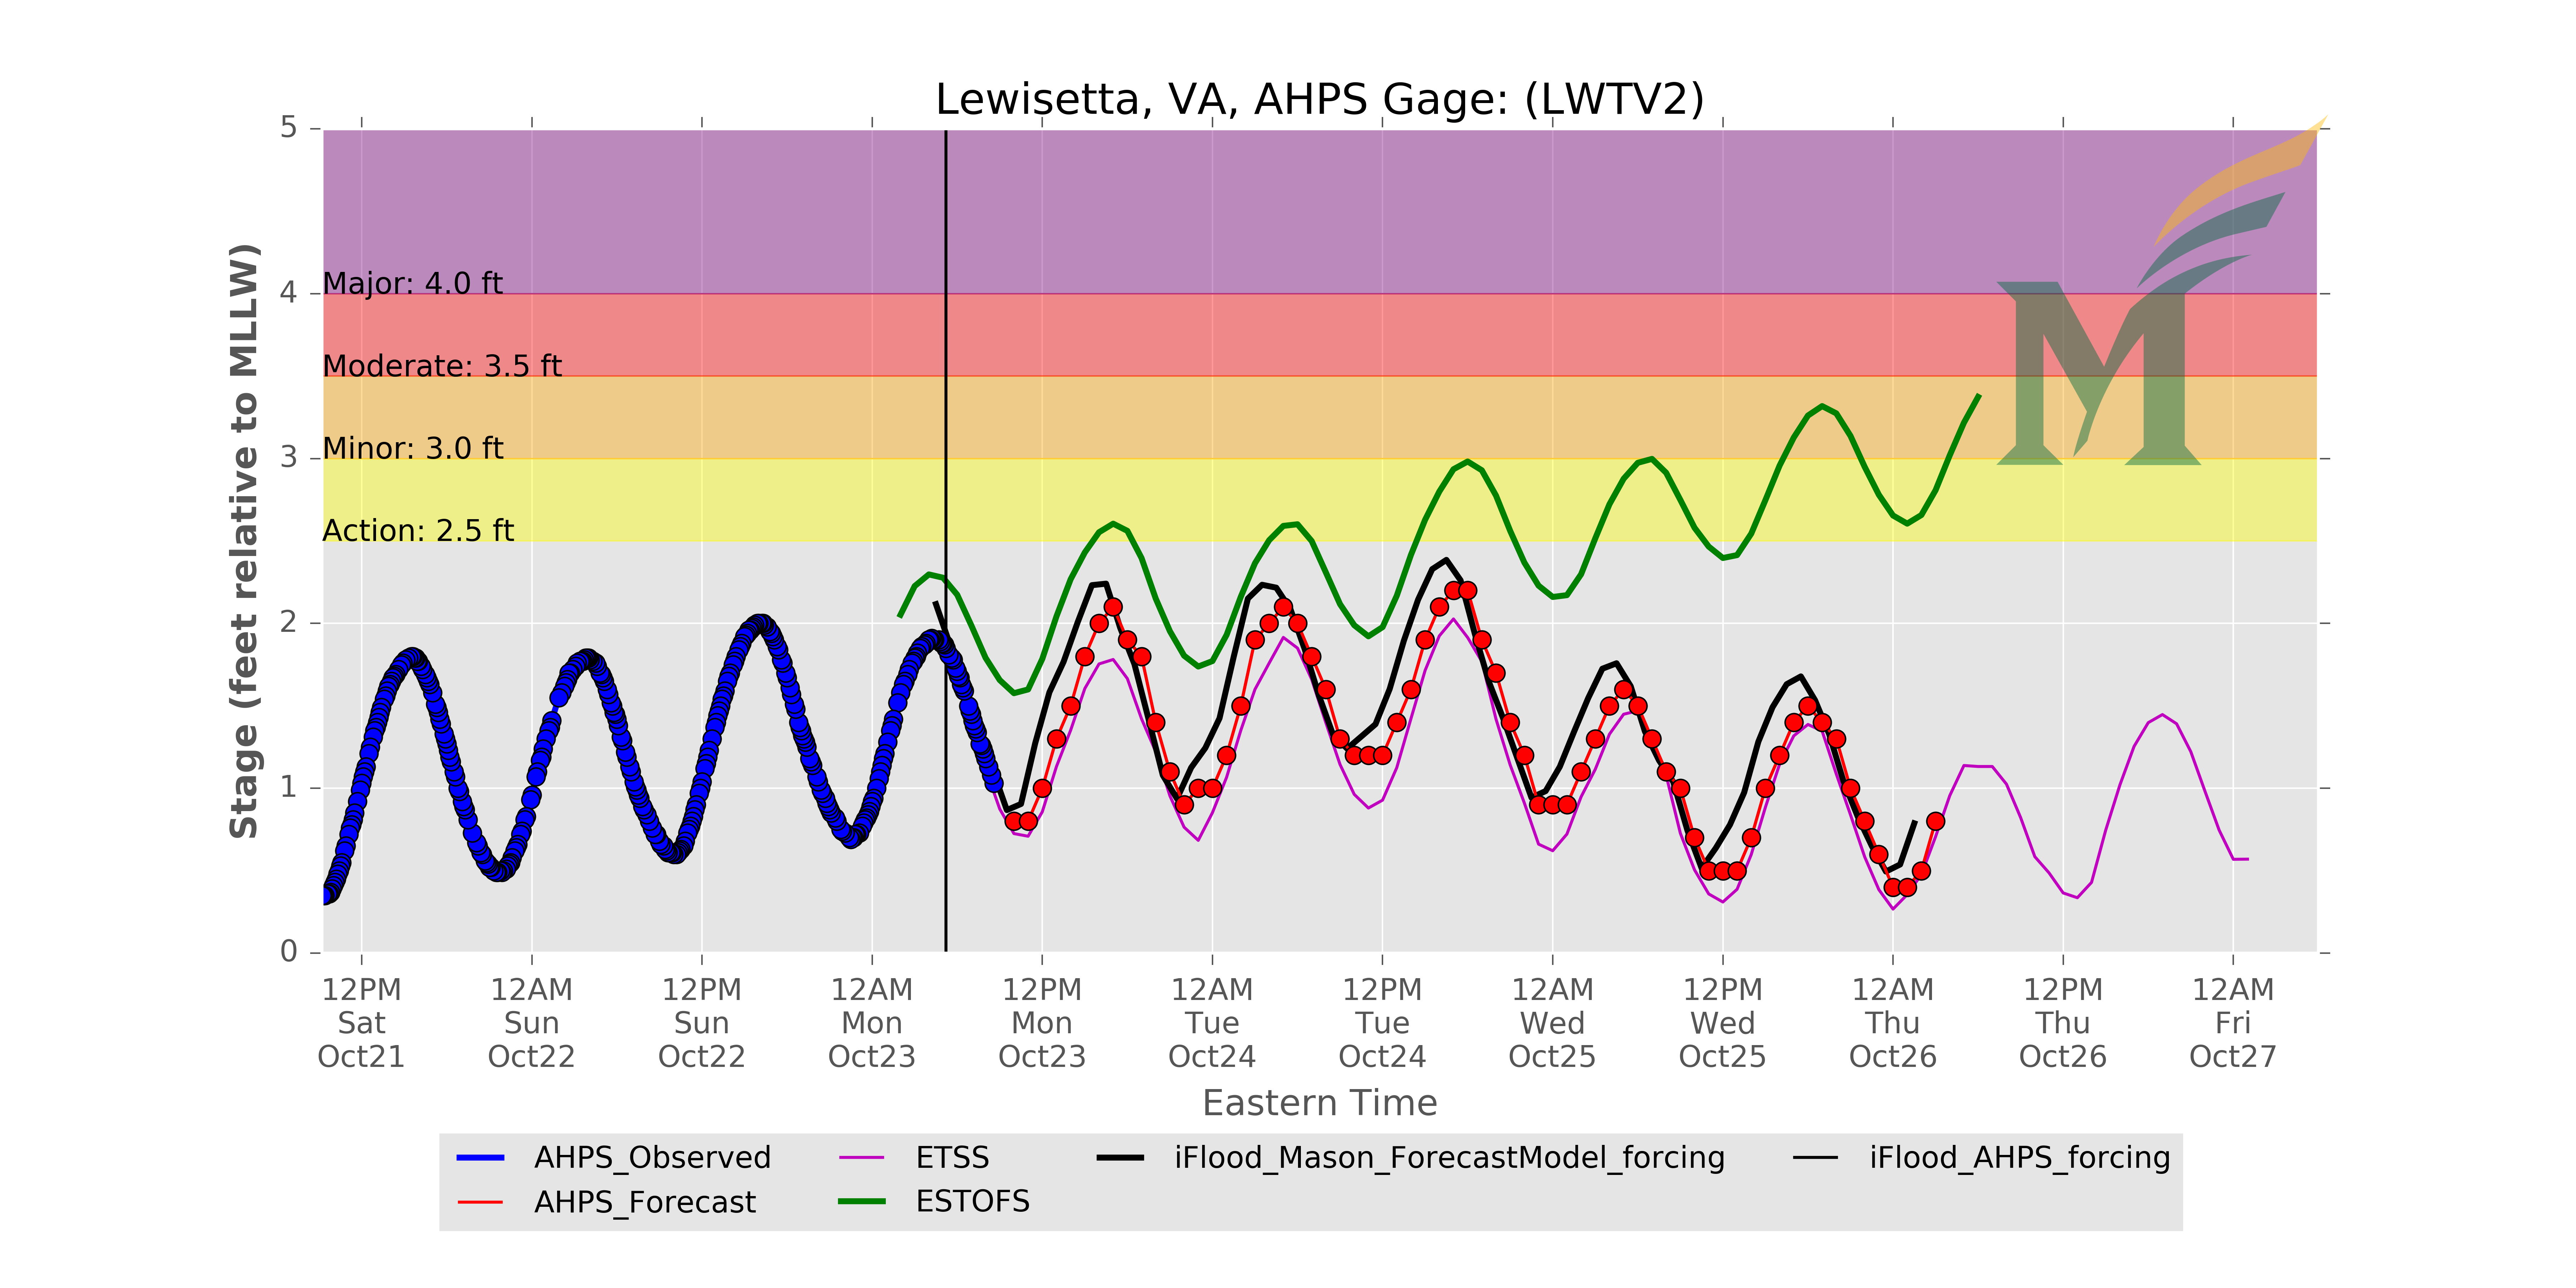 Lewisetta, VA, AHPS Gage: (LWTV2)
Stage (feet relative to MLLW)
5
4
3
2
1
0
Major: 4.0 ft
Moderate: 3.5 ft
Minor: 3.0 ft
Action: 2.5 ft
12PM
Sat
Oct21
12AM
Sun
Oct22
12PM
Sun
Oct22
12AM
Mon
Oct23
12PM
Mon
Oct23
12AM
Tue
Oct24
12PM
Tue
Oct24
12AM
Wed
Oct25
12PM
Wed
Oct25
12AM
Thu
Oct26
12PM
Thu
Oct26
12AM
Fri
Oct27
Eastern Time
AHPS_Observed
AHPS_Forecast
ETSS
ESTOFS
iFlood_Mason_ForecastModel_forcing
iFlood_AHPS_forcing
M